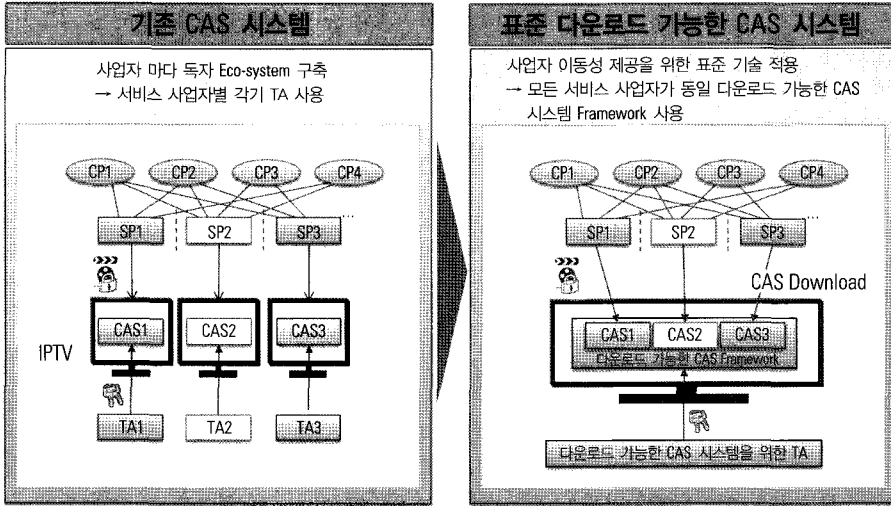 기존 CAS 시스템
사업자 마다 독자 Eco-system 구축
→ 서비스 사업자별 각기 TA 사용
CP1 CP2 CP3 CP4
SP1 SP2 SP3
IPTV
CAS1 CAS2 CAS3
TA1 TA2 TA3
표준 다운로드 가능한 CAS 시스템
사업자 이동성 제공을 위한 표준 기술 적용
→ 모든 서비스 사업자가 동일 다운로드 가능한 CAS
시스템 Framework 사용
CP1 CP2 CP3 CP4
SP1 SP2 SP3
CAS Download
CAS1 CAS2 CAS3
다운로드 가능한 CAS Framework
다운로드 가능한 CAS 시스템을 위한 TA